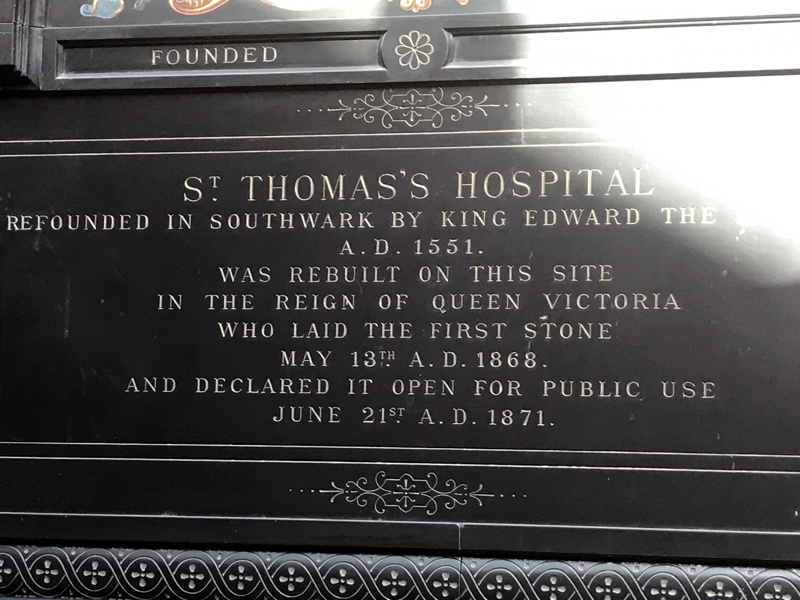 FOUNDED
ST. THOMAS'S HOSPITAL
REFOUNDED IN SOUTHWARK BY KING EDWARD THE
A.D. 1551.
WAS REBUILT ON THIS SITE
IN THE REIGN OF QUEEN VICTORIA
WHO LAID THE FIRST STONE
MAY 13TH. A.D. 1868.
AND DECLARED IT OPEN FOR PUBLIC USE
JUNE 21ST. A.D. 1871.